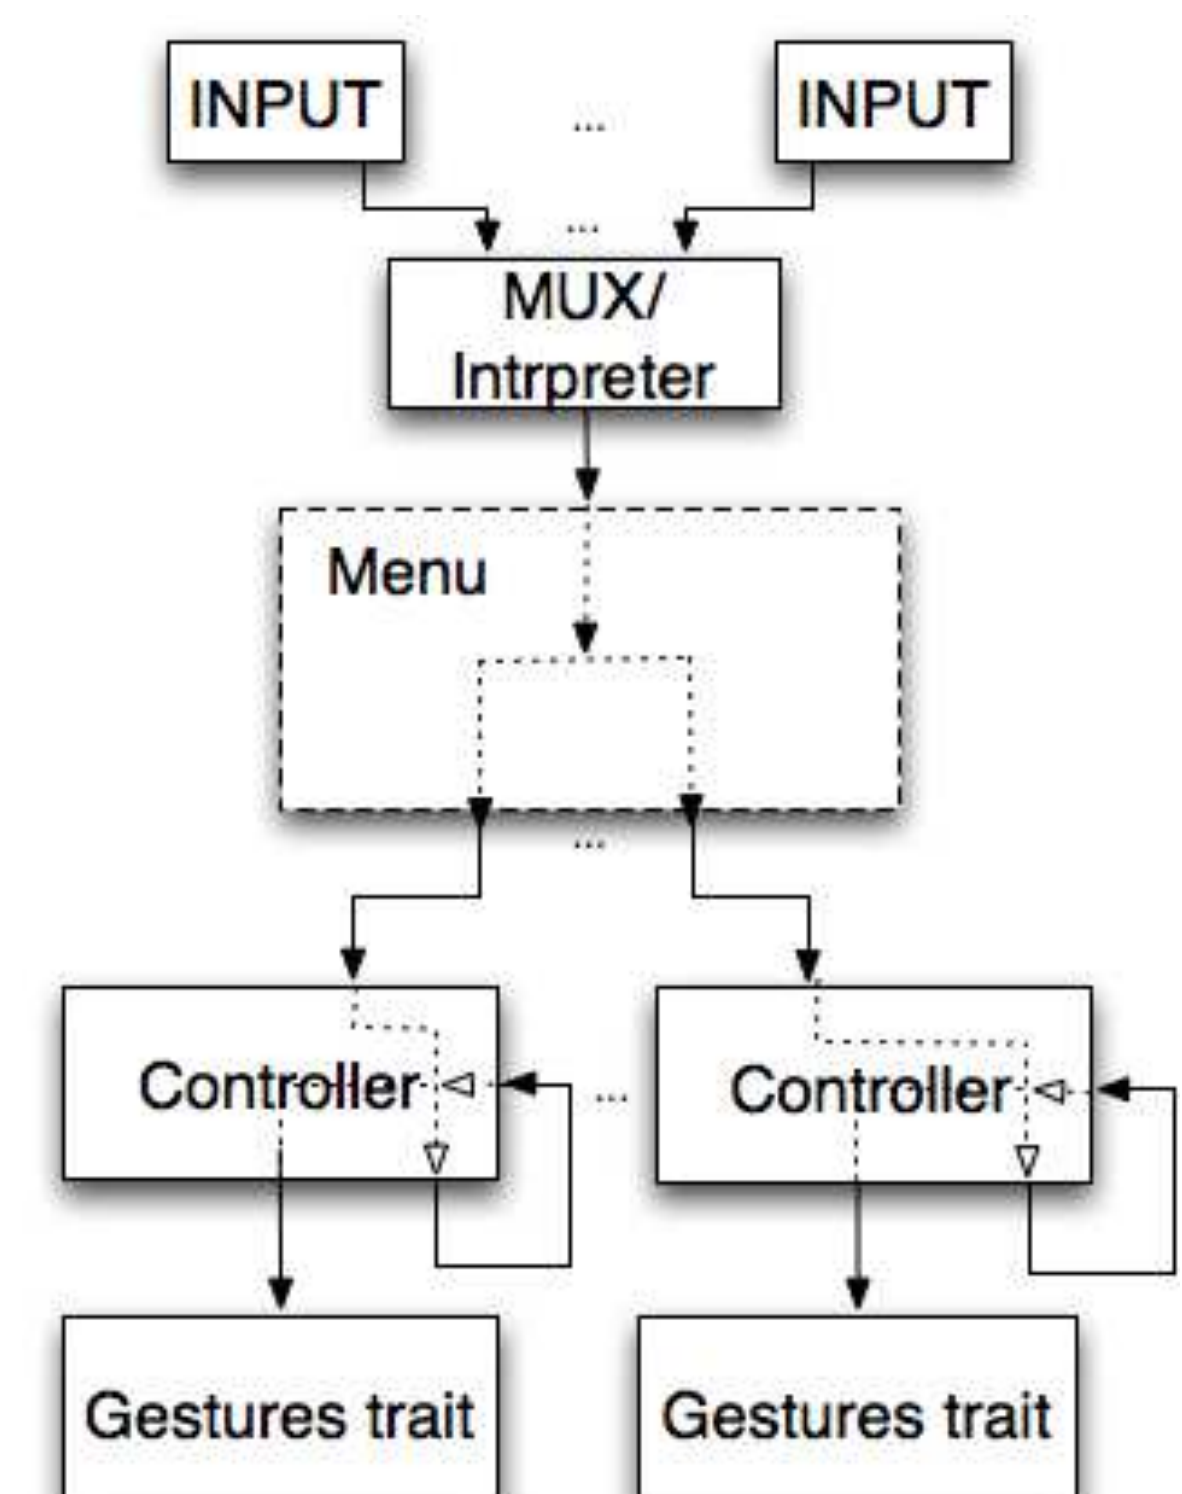 INPUT
...
INPUT
...
MUX/
Intrpreter
Menu
...
Controller
...
Controller
Gestures trait
Gestures trait